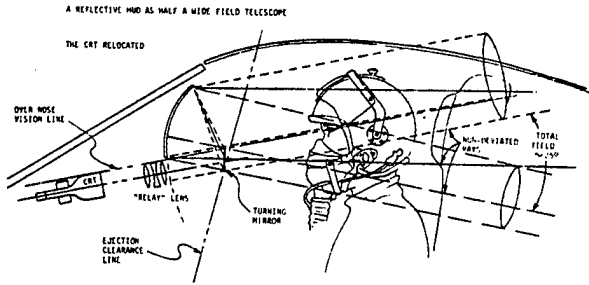 A REFLECTIVE HUD AS HALF A WIDE FIELD TELESCOPE
THE CRT RELOCATED
OVER NOSE
VISION LINE
CRT
"RELAY" LENS
TURNING
MIRROR
EJECTION
CLEARANCE
LINE
NON-DEVIATED
RAYS
TOTAL
FIELD